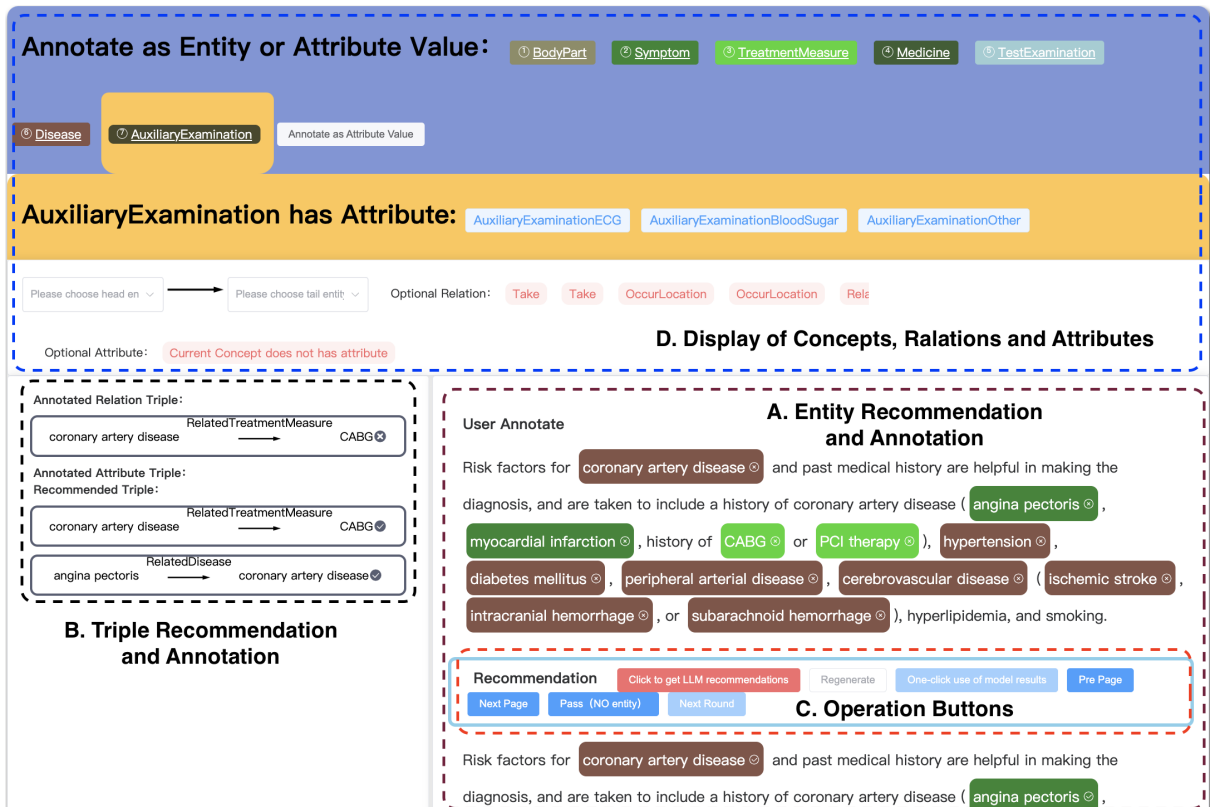 Annotate as Entity or Attribute Value:
① BodyPart
② Symptom
③ TreatmentMeasure
④ Medicine
⑤ TestExamination
⑥ Disease
⑦ AuxiliaryExamination
Annotate as Attribute Value
AuxiliaryExamination has Attribute:
AuxiliaryExaminationECG
AuxiliaryExaminationBloodSugar
AuxiliaryExaminationOther
Please choose head en
Please choose tail entity
Optional Relation:
Take
Take
OccurLocation
OccurLocation
Rela
D. Display of Concepts, Ralations and Attributes
Optional Attribute:
Current Concept does not has attribute
Annotated Relation Triple:
RelatedTreatmentMeasure
coronary artery disease
CABG
Annotated Attribute Triple:
Recommended Triple:
RelatedTreatmentMeasure
coronary artery disease
CABG
RelatedDisease
angina pectoris
coronary artery disease
B. Triple Recommendation
and Annotation
A. Entity Recommendation
and Annotation
User Annotate
Risk factors for coronary artery disease and past medical history are helpful in making the
diagnosis, and are taken to include a history of coronary artery disease ( angina pectoris ,
myocardial infarction , history of CABG or PCI therapy ), hypertension ,
diabetes mellitus , peripheral arterial disease , cerebrovascular disease ( ischemic stroke ,
intracranial hemorrhage , or subarachnoid hemorrhage ), hyperlipidemia, and smoking.
Recommendation
Click to get LLM recommendations
Regenerate
One-click use of model results
Pre Page
Next Page
Pass（NO entity）
Next Round
C. Operation Buttons
Risk factors for coronary artery disease and past medical history are helpful in making the
diagnosis, and are taken to include a history of coronary artery disease ( angina pectoris ,